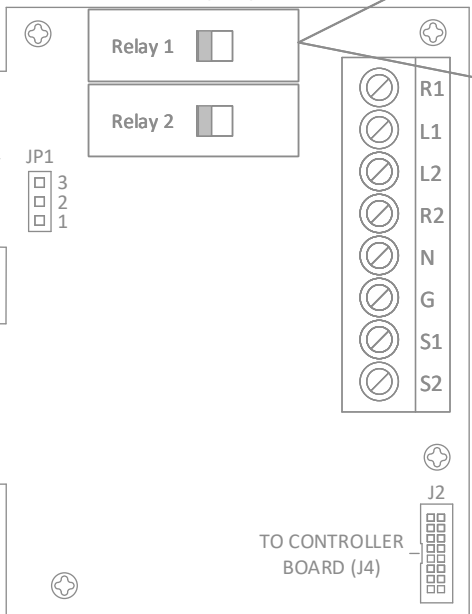 Relay 1
Relay 2
JP1
3
2
1
R1
L1
L2
R2
N
G
S1
S2
J2
TO CONTROLLER
BOARD (J4)